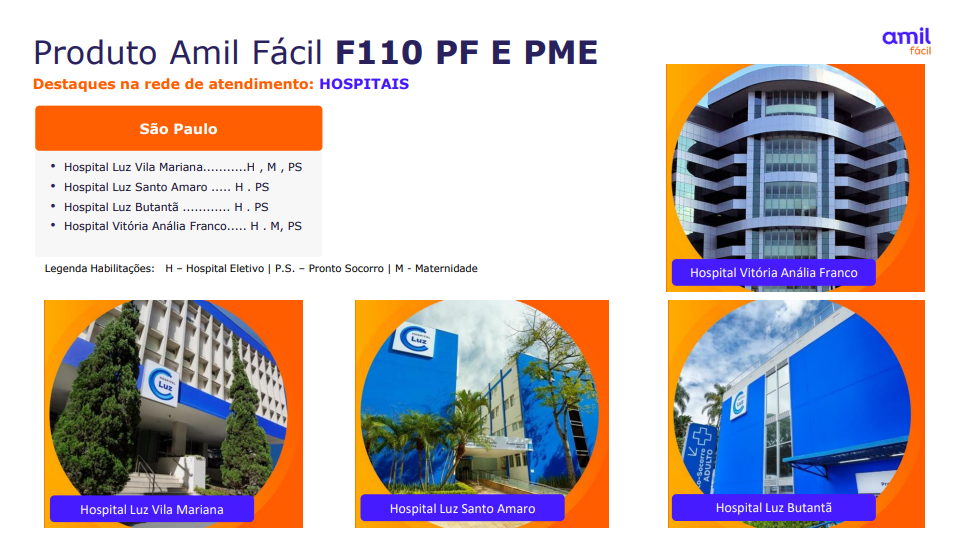 Produto Amil Fácil F110 PF E PME
amil
fácil
Destaques na rede de atendimento: HOSPITAIS
São Paulo
• Hospital Luz Vila Mariana...........H , M , PS
• Hospital Luz Santo Amaro ..... H . PS
• Hospital Luz Butantã ............ H . PS
• Hospital Vitória Anália Franco..... H . M, PS
Legenda Habilitações: H – Hospital Eletivo | P.S. – Pronto Socorro | M - Maternidade
Hospital Vitória Anália Franco
Luz
Hospital Luz Vila Mariana
Luz
Hospital Luz Santo Amaro
Luz
o-Socorro
ADULTO
Hospital Luz Butantã